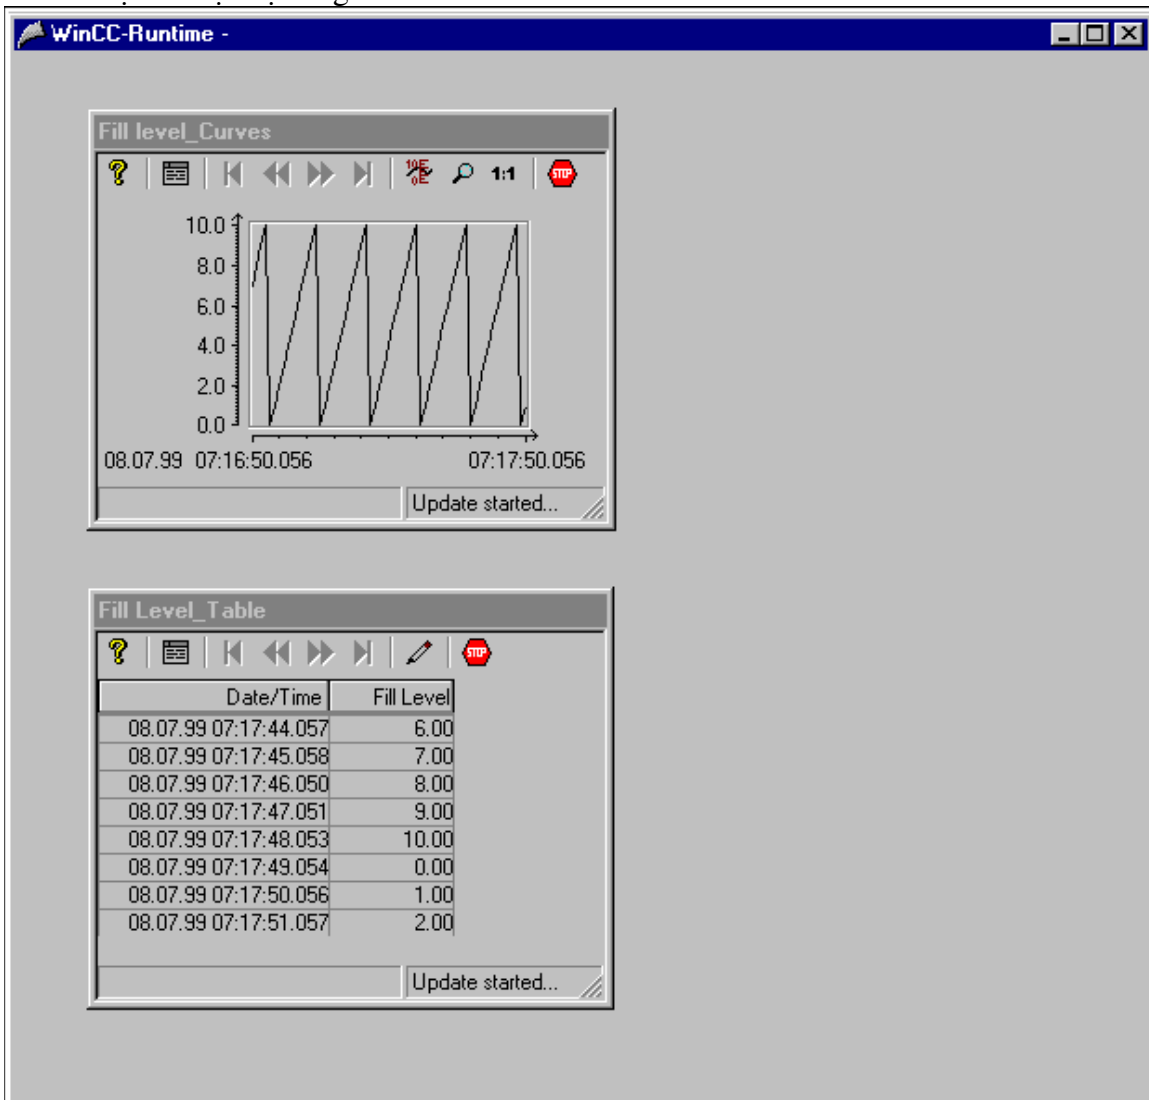 WinCC-Runtime -
Fill level_Curves
1:1 STOP
10.0
8.0
6.0
4.0
2.0
0.0
08.07.99 07:16:50.056 07:17:50.056
Update started...
Fill Level_Table
STOP
Date/Time Fill Level
08.07.99 07:17:44.057 6.00
08.07.99 07:17:45.058 7.00
08.07.99 07:17:46.050 8.00
08.07.99 07:17:47.051 9.00
08.07.99 07:17:48.053 10.00
08.07.99 07:17:49.054 0.00
08.07.99 07:17:50.056 1.00
08.07.99 07:17:51.057 2.00
Update started...